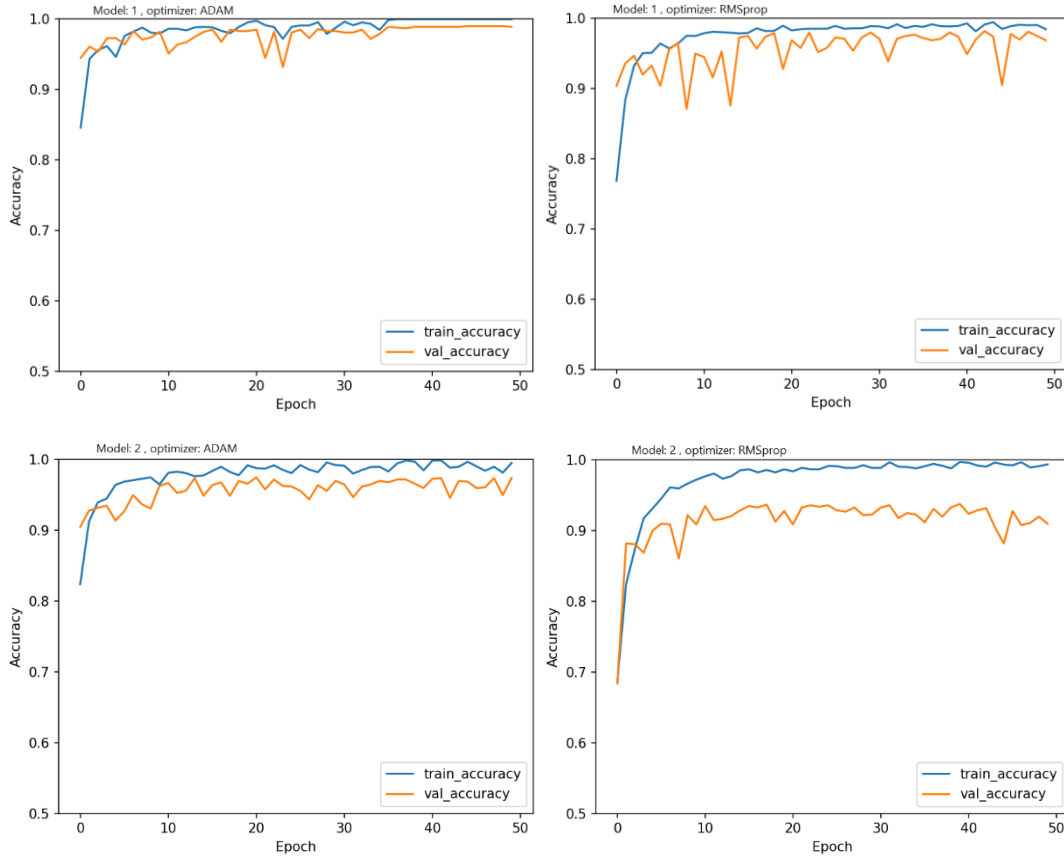 Model: 1 , optimizer: ADAM
1.0
0.9
0.8
0.7
0.6
0.5
Accuracy
train_accuracy
val_accuracy
0 10 20 30 40 50
Epoch
Model: 1 , optimizer: RMSprop
1.0
0.9
0.8
0.7
0.6
0.5
Accuracy
train_accuracy
val_accuracy
0 10 20 30 40 50
Epoch
Model: 2 , optimizer: ADAM
1.0
0.9
0.8
0.7
0.6
0.5
Accuracy
train_accuracy
val_accuracy
0 10 20 30 40 50
Epoch
Model: 2 , optimizer: RMSprop
1.0
0.9
0.8
0.7
0.6
0.5
Accuracy
train_accuracy
val_accuracy
0 10 20 30 40 50
Epoch